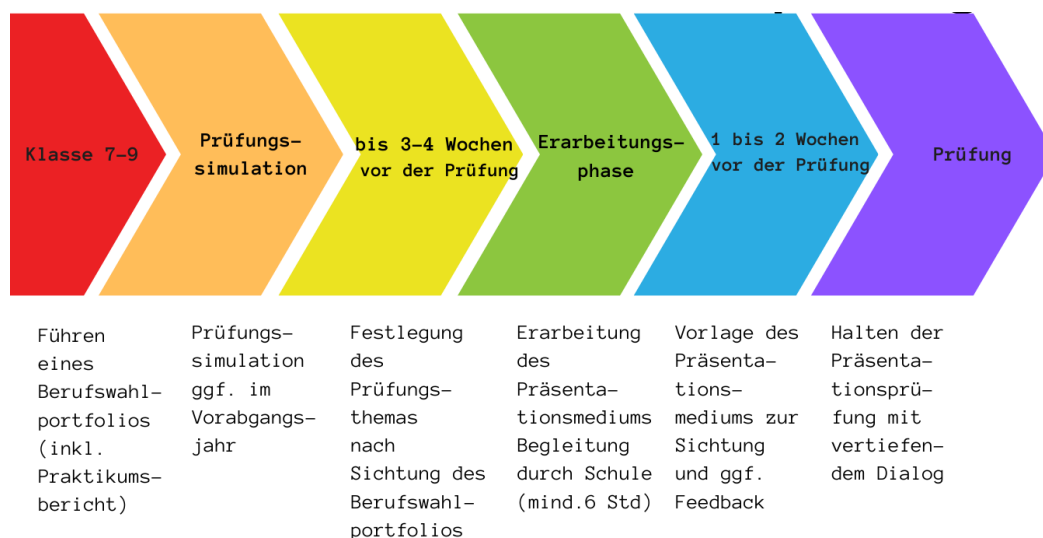 Klasse 7-9
Prüfungs-
simulation
bis 3-4 Wochen
vor der Prüfung
Erarbeitungs-
phase
1 bis 2 Wochen
vor der Prüfung
Prüfung
Führen
eines
Berufswahl-
portfolios
(inkl.
Praktikums-
bericht)
Prüfungs-
simulation
ggf. im
Vorabgangs-
jahr
Festlegung
des
Prüfungs-
themas
nach
Sichtung des
Berufswahl-
portfolios
Erarbeitung
des
Präsenta-
tionsmediums
Begleitung
durch Schule
(mind.6 Std)
Vorlage des
Präsenta-
tions-
mediums zur
Sichtung
und ggf.
Feedback
Halten der
Präsenta-
tionsprü-
fung mit
vertiefen-
dem Dialog